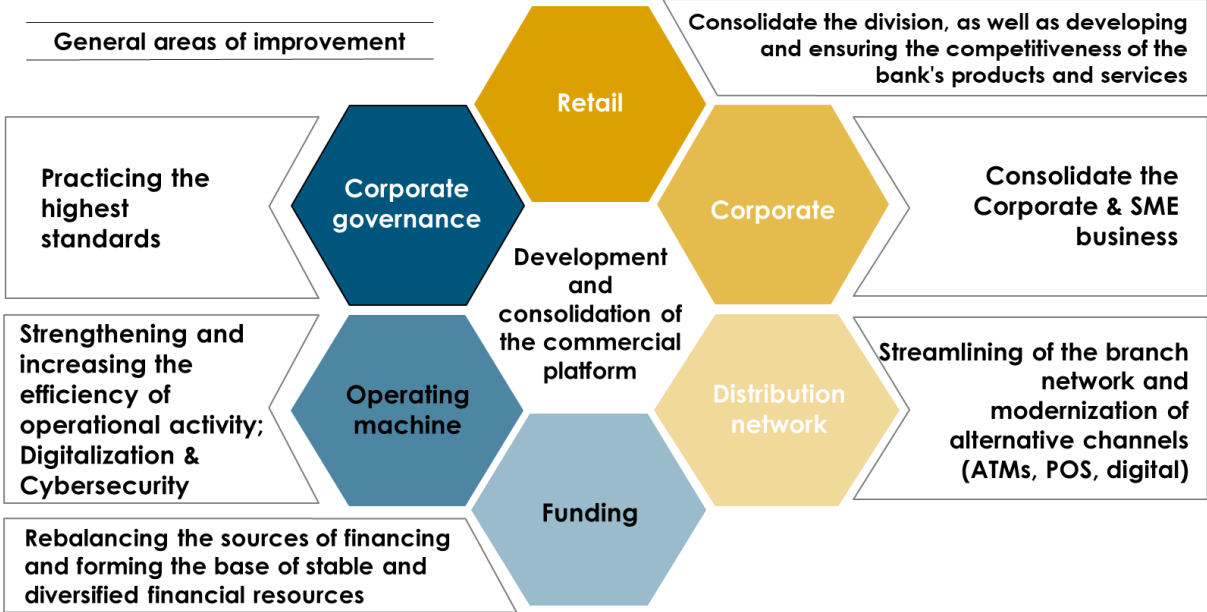 General areas of improvement
Consolidate the division, as well as developing
and ensuring the competitiveness of the
bank's products and services
Retail
Practicing the
highest
standards
Corporate
governance
Corporate
Consolidate the
Corporate & SME
business
Development
and
consolidation of
the commercial
platform
Strengthening and
increasing the
efficiency of
operational activity;
Digitalization &
Cybersecurity
Operating
machine
Distribution
network
Streamlining of the branch
network and
modernization of
alternative channels
(ATMs, POS, digital)
Funding
Rebalancing the sources of financing
and forming the base of stable and
diversified financial resources